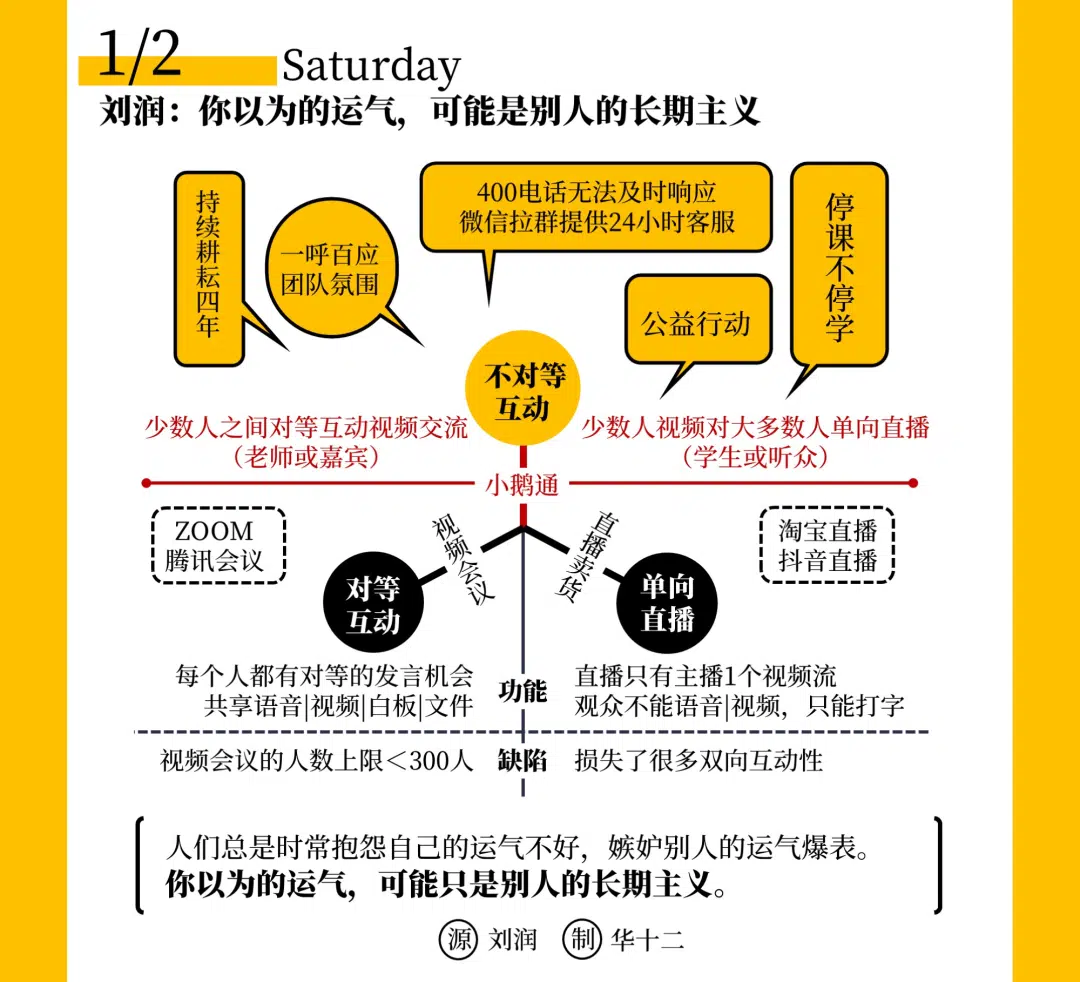 1/2 Saturday
刘润：你以为的运气，可能是别人的长期主义
持续耕耘四年
一呼百应
团队氛围
400电话无法及时响应
微信拉群提供24小时客服
公益行动
停课不停学
不对等
互动
少数人之间对等互动视频交流
（老师或嘉宾）
少数人视频对大多数人单向直播
（学生或听众）
小鹅通
ZOOM
腾讯会议
视频会议
直播卖货
淘宝直播
抖音直播
对等
互动
单向
直播
每个人都有对等的发言机会
共享语音|视频|白板|文件
功能
直播只有主播1个视频流
观众不能语音|视频，只能打字
视频会议的人数上限＜300人
缺陷
损失了很多双向互动性
人们总是时常抱怨自己的运气不好，嫉妒别人的运气爆表。
你以为的运气，可能只是别人的长期主义。
源 刘润 制 华十二